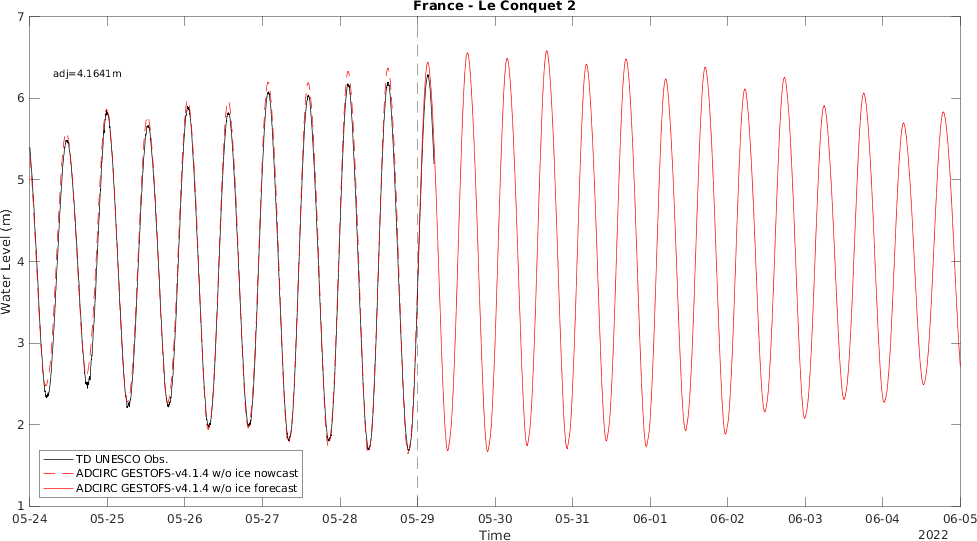 France - Le Conquet 2
7
adj=4.1641m
6
5
4
3
2
1
Water Level (m)
TD UNESCO Obs.
ADCIRC GESTOFS-v4.1.4 w/o ice nowcast
ADCIRC GESTOFS-v4.1.4 w/o ice forecast
05-24 05-25 05-26 05-27 05-28 05-29 05-30 05-31 06-01 06-02 06-03 06-04 06-05
Time
2022